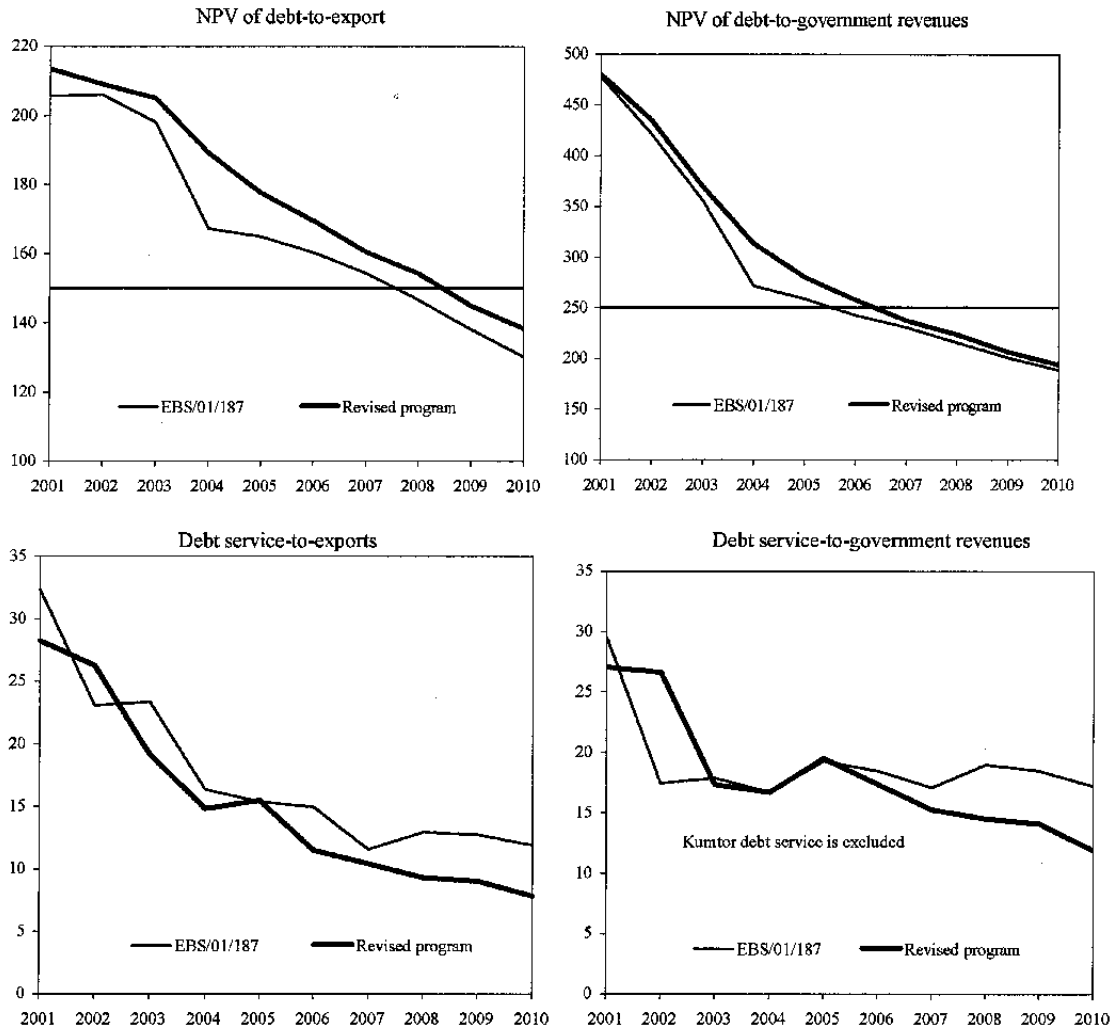 NPV of debt-to-export
220
200
180
160
140
120
100
EBS/01/187 Revised program
2001 2002 2003 2004 2005 2006 2007 2008 2009 2010
NPV of debt-to-government revenues
500
450
400
350
300
250
200
150
100
EBS/01/187 Revised program
2001 2002 2003 2004 2005 2006 2007 2008 2009 2010
Debt service-to-exports
35
30
25
20
15
10
5
0
EBS/01/187 Revised program
2001 2002 2003 2004 2005 2006 2007 2008 2009 2010
Debt service-to-government revenues
35
30
25
20
15
10
5
0
Kumtor debt service is excluded
EBS/01/187 Revised program
2001 2002 2003 2004 2005 2006 2007 2008 2009 2010